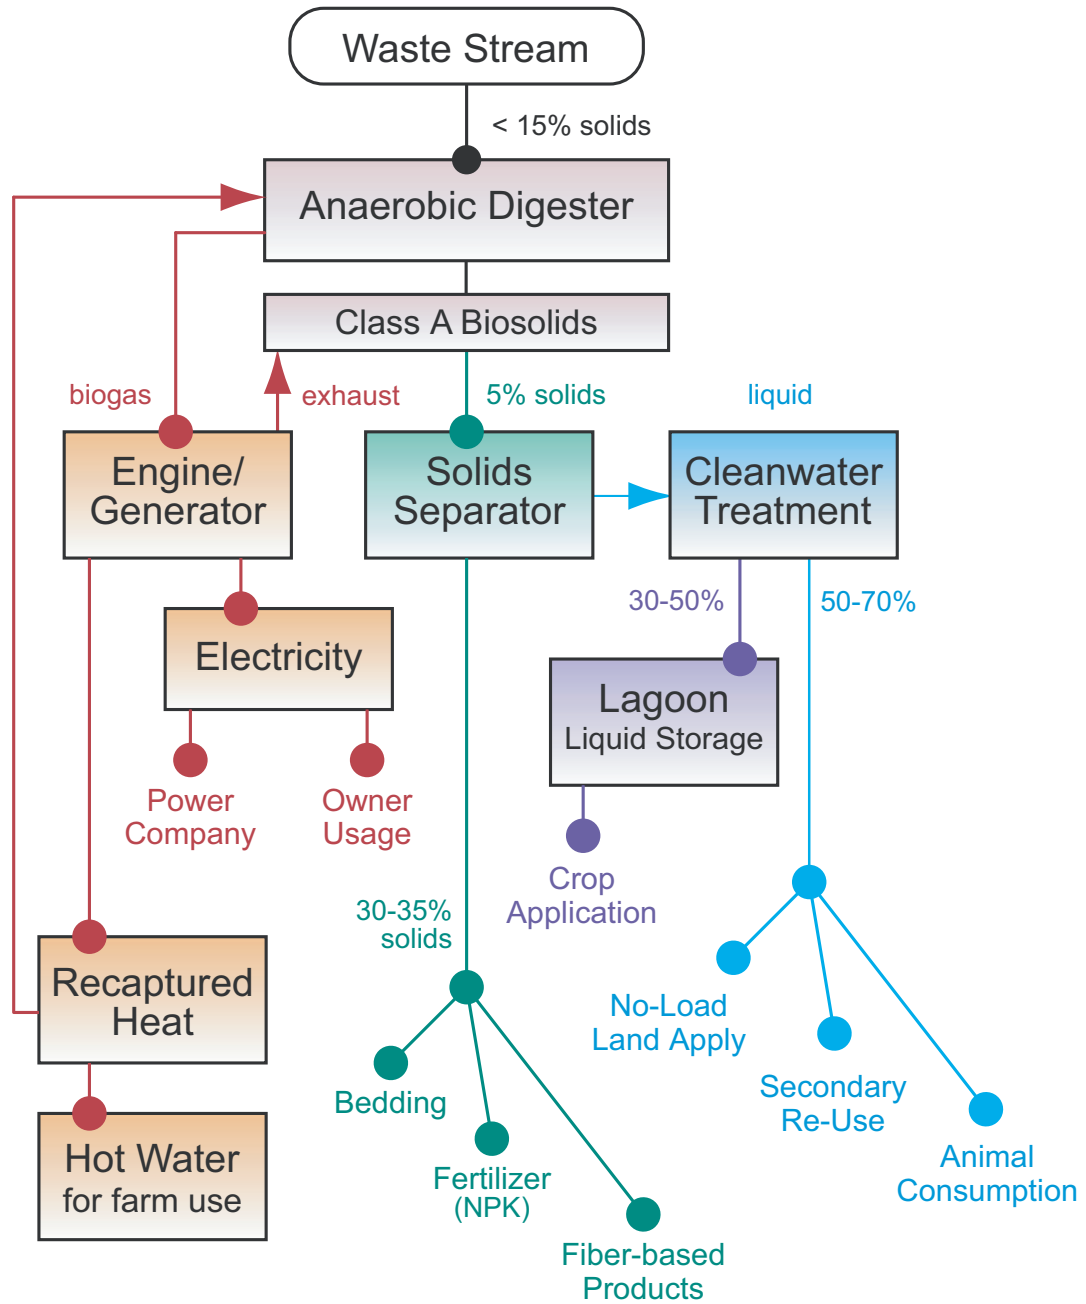 Waste Stream
< 15% solids
Anaerobic Digester
Class A Biosolids
biogas
exhaust
5% solids
liquid
Engine/
Generator
Solids
Separator
Cleanwater
Treatment
30-50%
50-70%
Electricity
Lagoon
Liquid Storage
Power
Company
Owner
Usage
Crop
Application
30-35%
solids
Recaptured
Heat
No-Load
Land Apply
Secondary
Re-Use
Animal
Consumption
Bedding
Fertilizer
(NPK)
Fiber-based
Products
Hot Water
for farm use